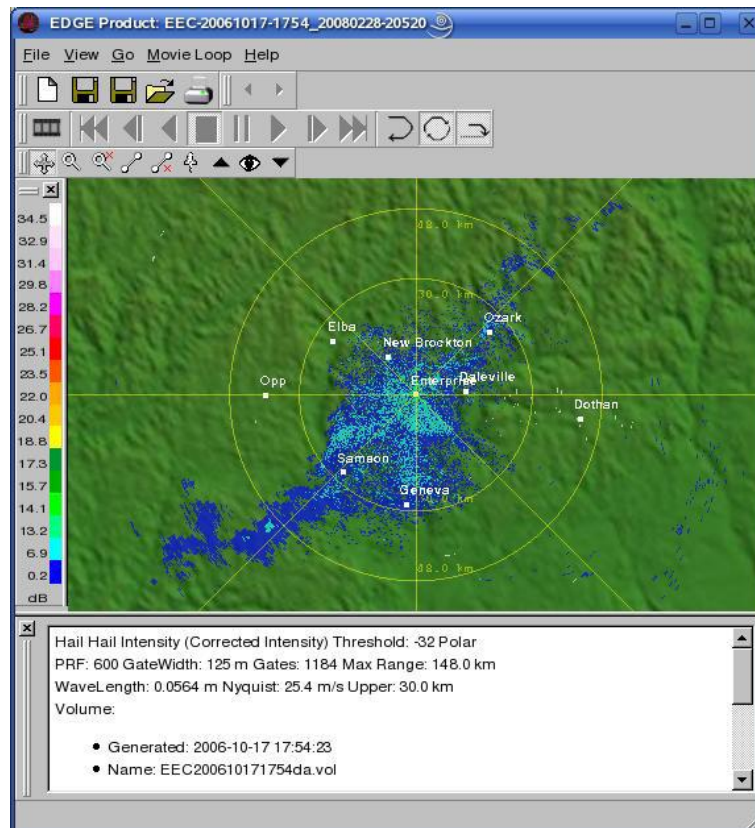 EDGE Product: EEC-20061017-1754_20080228-20520
File View Go Movie Loop Help
34.5
32.9
31.4
29.8
28.2
26.7
25.1
23.5
22.0
20.4
18.8
17.3
15.7
14.1
13.2
6.9
0.2
dB
Ozark
Elba
New Brockton
Opp
Enterprise
Daleville
Dothan
Samson
Geneva
Hail Hail Intensity (Corrected Intensity) Threshold: -32 Polar
PRF: 600 GateWidth: 125 m Gates: 1184 Max Range: 148.0 km
WaveLength: 0.0564 m Nyquist: 25.4 m/s Upper: 30.0 km
Volume:
• Generated: 2006-10-17 17:54:23
• Name: EEC200610171754da.vol